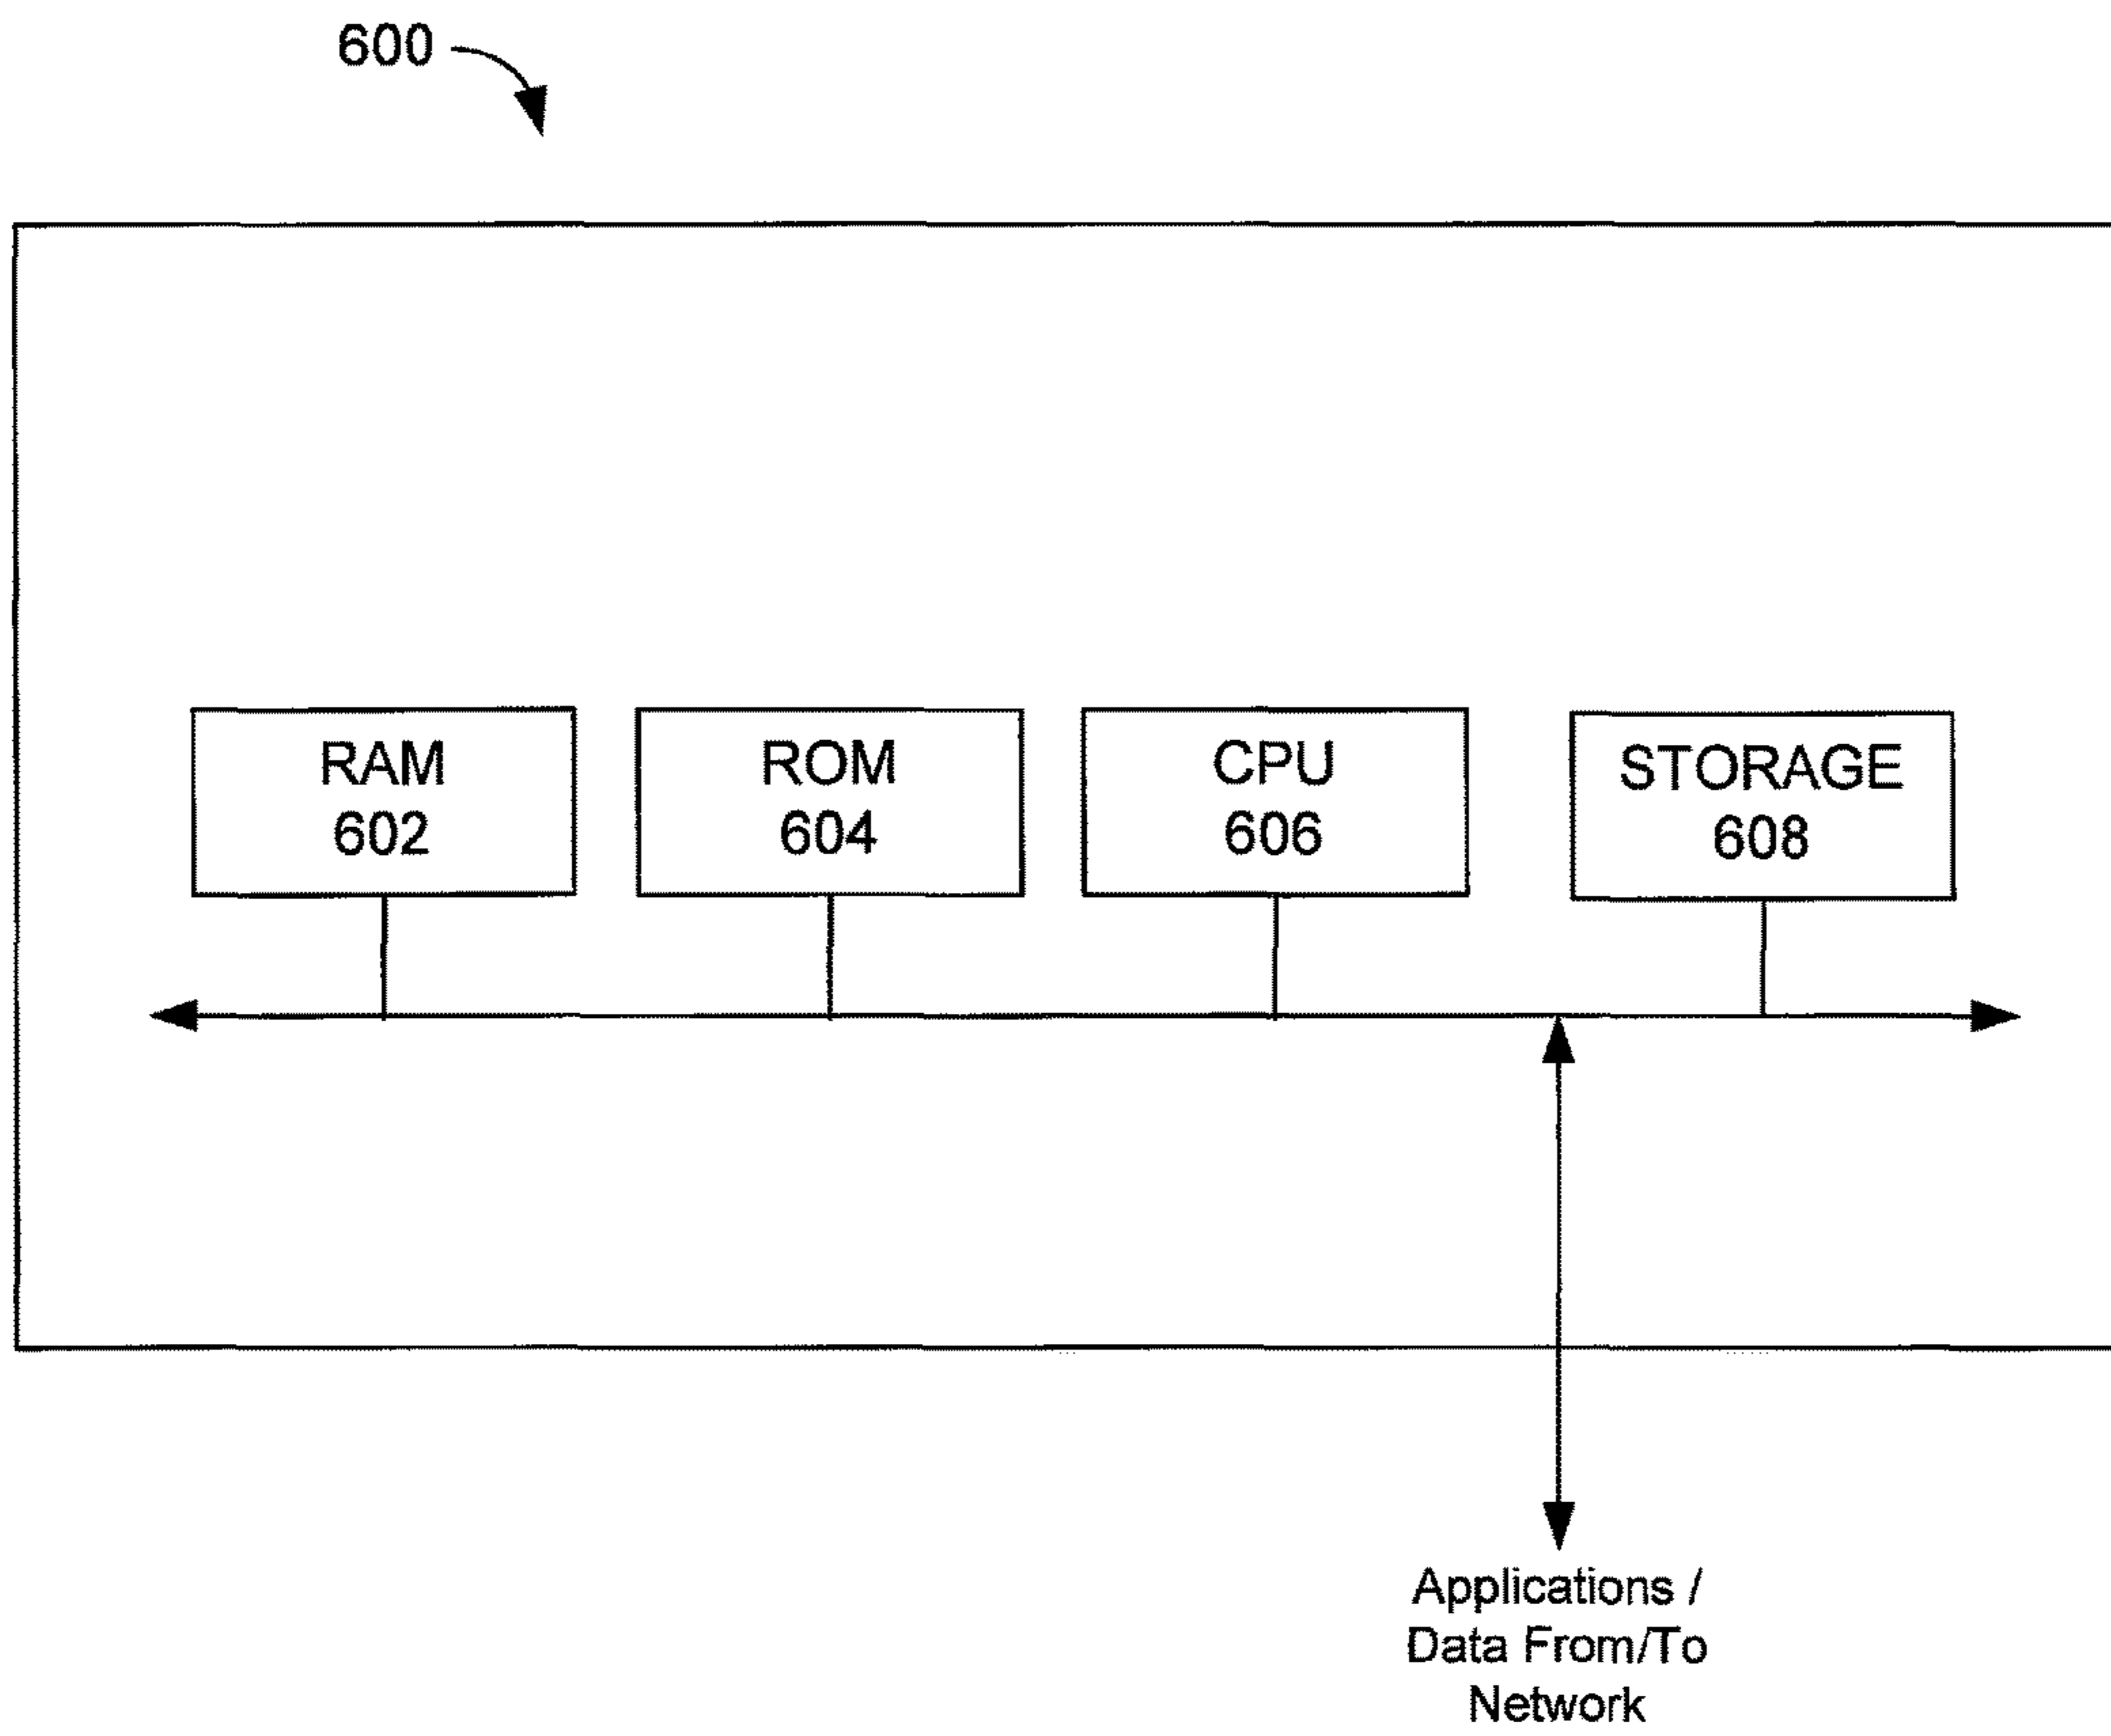 600
RAM
602
ROM
604
CPU
606
STORAGE
608
Applications /
Data From/To
Network